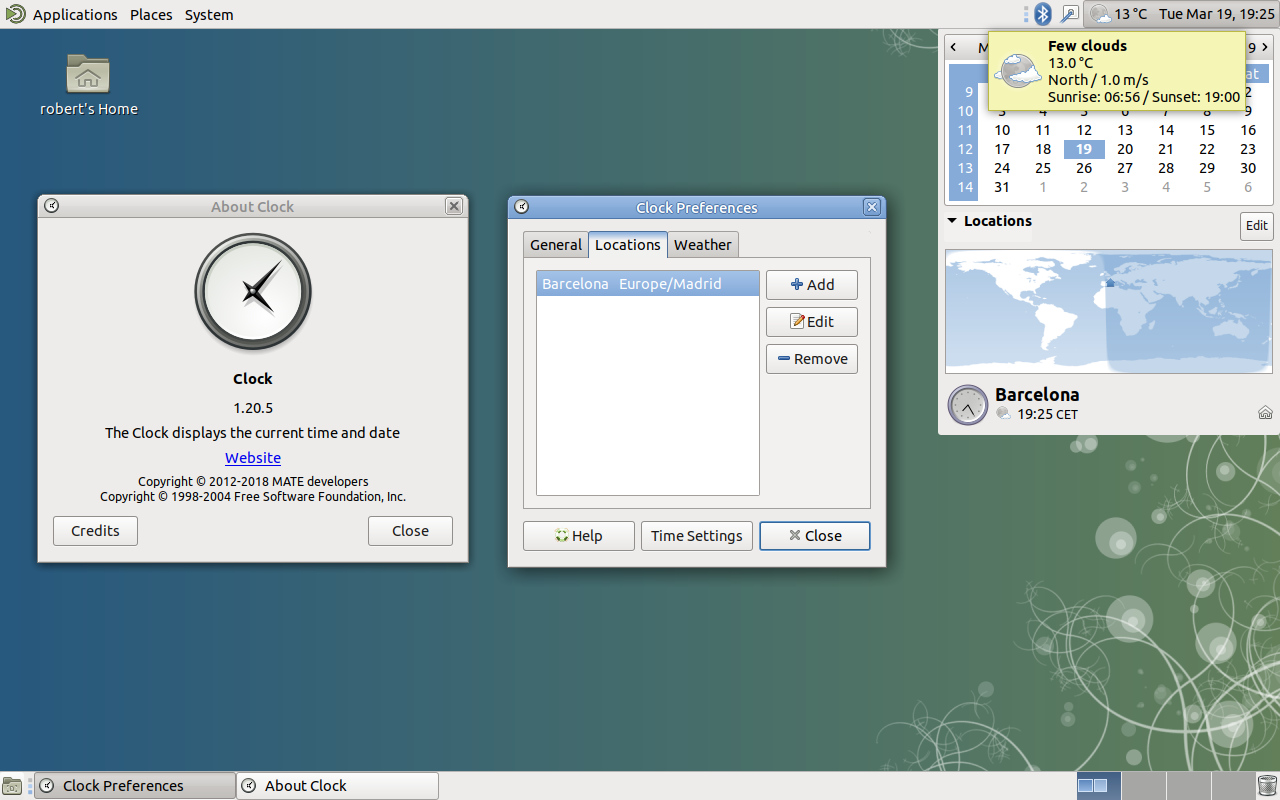 Applications Places System
13 °C Tue Mar 19, 19:25
robert's Home
Few clouds
13.0 °C
North / 1.0 m/s
Sunrise: 06:56 / Sunset: 19:00
9
9
10 3 4 5 6 7 8 9
11 10 11 12 13 14 15 16
12 17 18 19 20 21 22 23
13 24 25 26 27 28 29 30
14 31 1 2 3 4 5 6
Locations
Edit
Barcelona
19:25 CET
About Clock
Clock
1.20.5
The Clock displays the current time and date
Website
Copyright © 2012-2018 MATE developers
Copyright © 1998-2004 Free Software Foundation, Inc.
Credits Close
Clock Preferences
General Locations Weather
Barcelona Europe/Madrid
Add
Edit
Remove
Help Time Settings Close
Clock Preferences About Clock